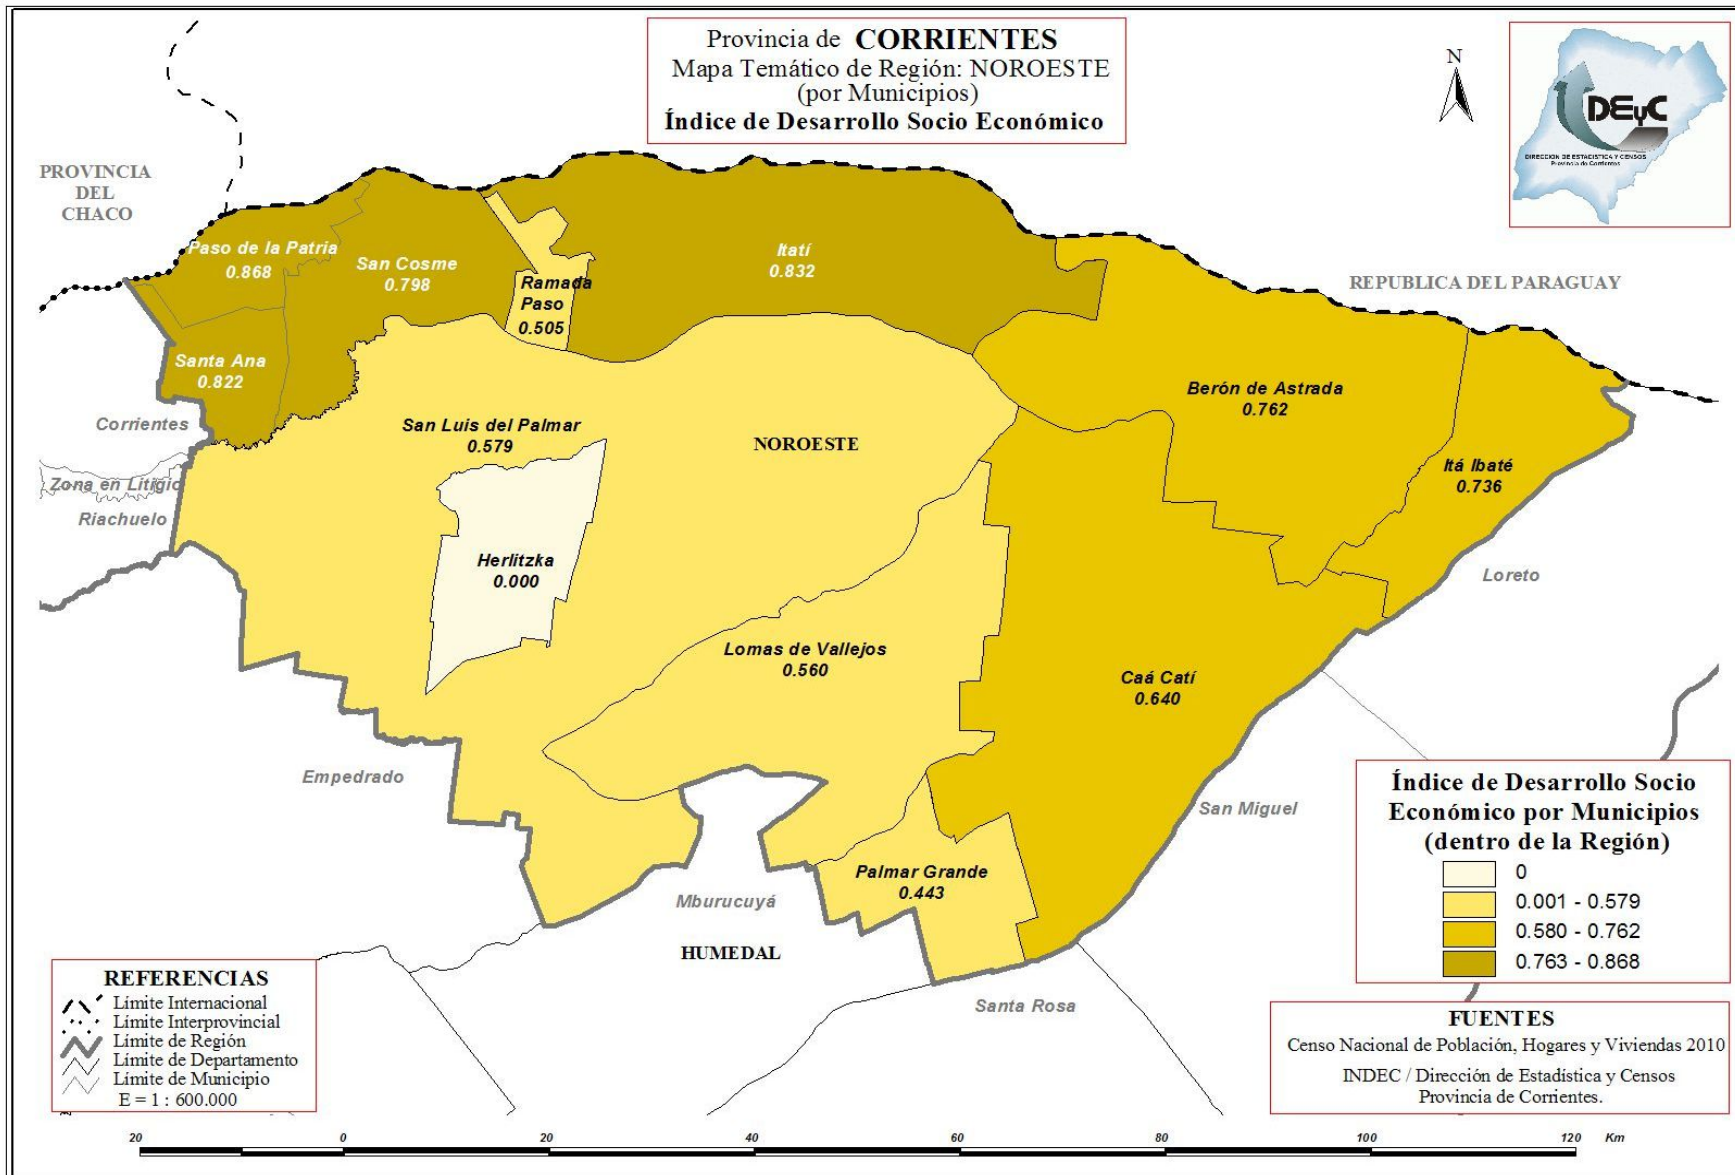 Provincia de CORRIENTES
Mapa Temático de Región: NOROESTE
(por Municipios)
Índice de Desarrollo Socio Económico
N
DEyC
DIRECCION DE ESTADISTICA Y CENSOS
Provincia de Corrientes
PROVINCIA
DEL
CHACO
REPUBLICA DEL PARAGUAY
Paso de la Patria
0.868
San Cosme
0.798
Ramada
Paso
0.505
Itatí
0.832
Santa Ana
0.822
Berón de Astrada
0.762
Corrientes
San Luis del Palmar
0.579
NOROESTE
Itá Ibaté
0.736
Zona en Litigio
Riachuelo
Herlitzka
0.000
Loreto
Lomas de Vallejos
0.560
Caá Catí
0.640
Empedrado
San Miguel
Palmar Grande
0.443
Mburucuyá
HUMEDAL
Santa Rosa
Índice de Desarrollo Socio
Económico por Municipios
(dentro de la Región)
0
0.001 - 0.579
0.580 - 0.762
0.763 - 0.868
REFERENCIAS
Límite Internacional
Límite Interprovincial
Límite de Región
Límite de Departamento
Límite de Municipio
E = 1 : 600.000
FUENTES
Censo Nacional de Población, Hogares y Viviendas 2010
INDEC / Dirección de Estadística y Censos
Provincia de Corrientes.
20 0 20 40 60 80 100 120 Km